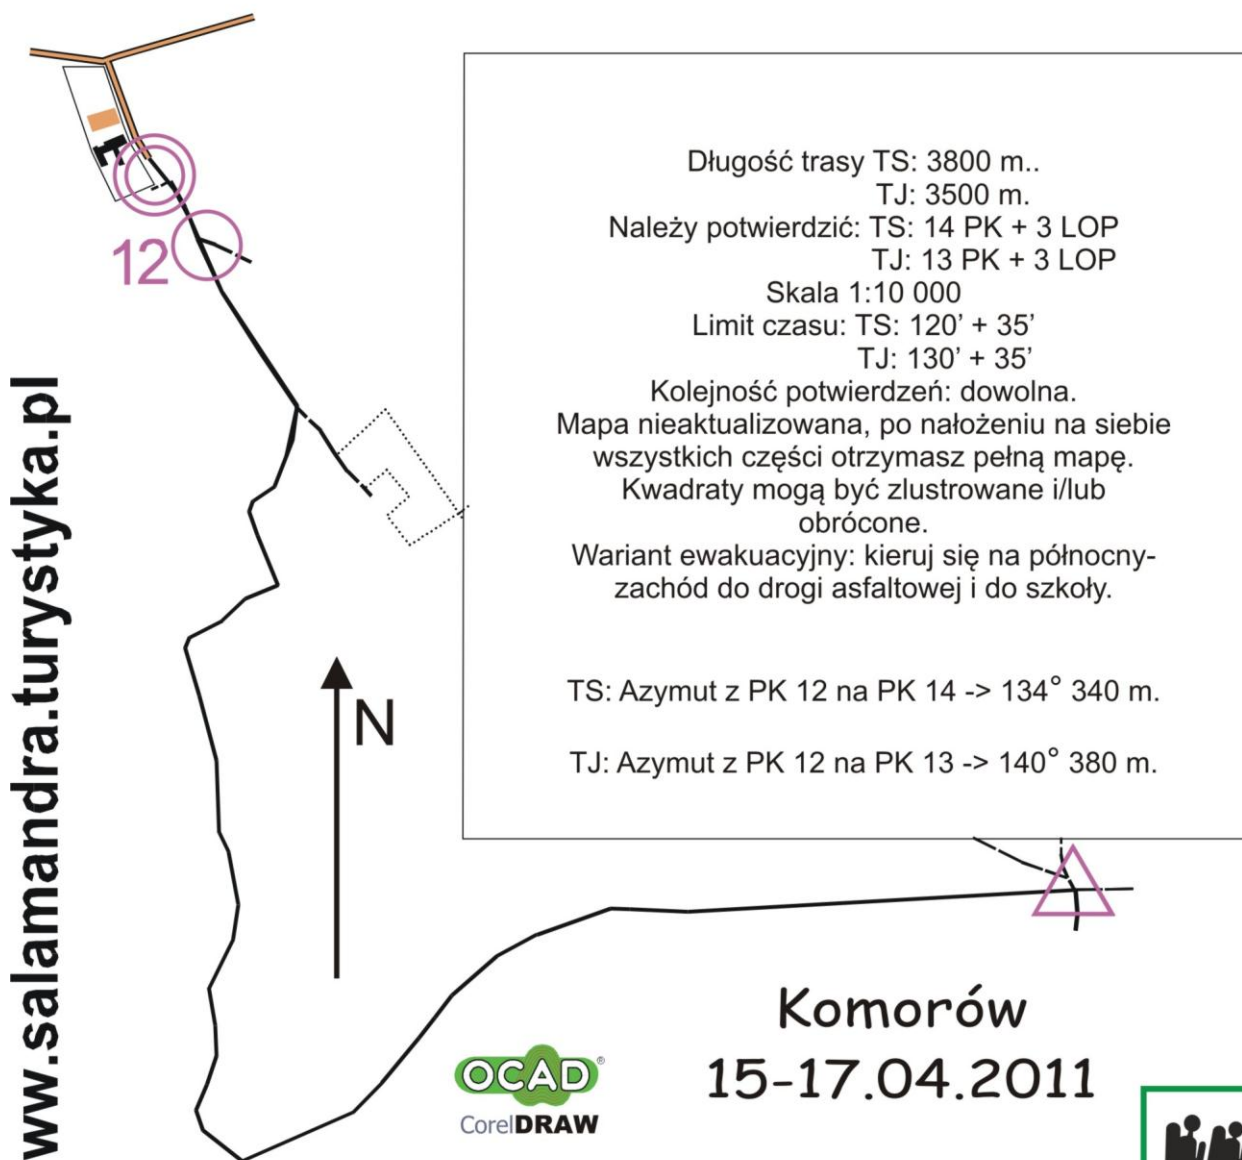 12
Długość trasy TS: 3800 m..
TJ: 3500 m.
Należy potwierdzić: TS: 14 PK + 3 LOP
TJ: 13 PK + 3 LOP
Skala 1:10 000
Limit czasu: TS: 120' + 35'
TJ: 130' + 35'
Kolejność potwierdzeń: dowolna.
Mapa nieaktualizowana, po nałożeniu na siebie
wszystkich części otrzymasz pełną mapę.
Kwadraty mogą być zlustrowane i/lub
obrócone.
Wariant ewakuacyjny: kieruj się na północny-
zachód do drogi asfaltowej i do szkoły.
TS: Azymut z PK 12 na PK 14 -> 134° 340 m.
TJ: Azymut z PK 12 na PK 13 -> 140° 380 m.
N
ww.salamandra.turystyka.pl
Komorów
15-17.04.2011
OCAD®
CorelDRAW